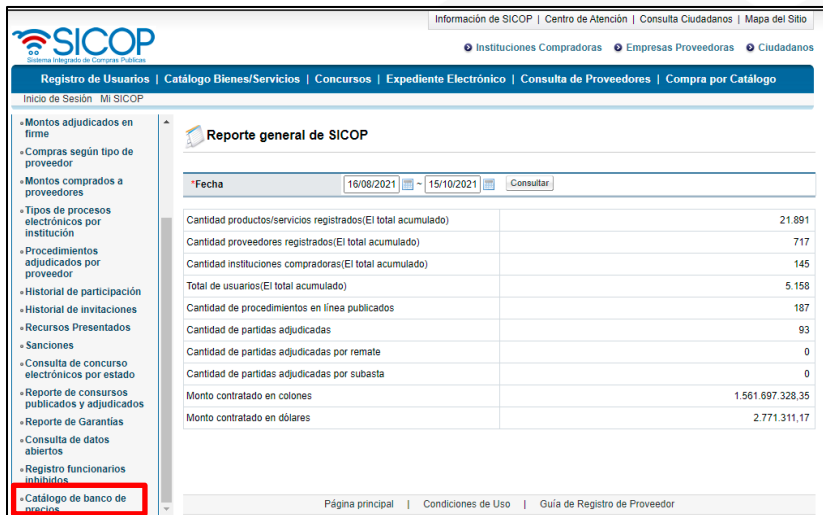 Información de SICOP | Centro de Atención | Consulta Ciudadanos | Mapa del Sitio
SICOP
Sistema Integrado de Compras Públicas
Instituciones Compradoras Empresas Proveedoras Ciudadanos
Registro de Usuarios | Catálogo Bienes/Servicios | Concursos | Expediente Electrónico | Consulta de Proveedores | Compra por Catálogo
Inicio de Sesión Mi SICOP
Montos adjudicados en
firme
Compras según tipo de
proveedor
Montos comprados a
proveedores
Tipos de procesos
electrónicos por
institución
Procedimientos
adjudicados por
proveedor
Historial de participación
Historial de invitaciones
Recursos Presentados
Sanciones
Consulta de concurso
electrónicos por estado
Reporte de consursos
publicados y adjudicados
Reporte de Garantías
Consulta de datos
abiertos
Registro funcionarios
inhibidos
Catálogo de banco de
precios
Reporte general de SICOP
*Fecha 16/08/2021 ~ 15/10/2021 Consultar
Cantidad productos/servicios registrados(El total acumulado) 21.891
Cantidad proveedores registrados(El total acumulado) 717
Cantidad instituciones compradoras(El total acumulado) 145
Total de usuarios(El total acumulado) 5.158
Cantidad de procedimientos en línea publicados 187
Cantidad de partidas adjudicadas 93
Cantidad de partidas adjudicadas por remate 0
Cantidad de partidas adjudicadas por subasta 0
Monto contratado en colones 1.561.697.328,35
Monto contratado en dólares 2.771.311,17
Página principal | Condiciones de Uso | Guía de Registro de Proveedor